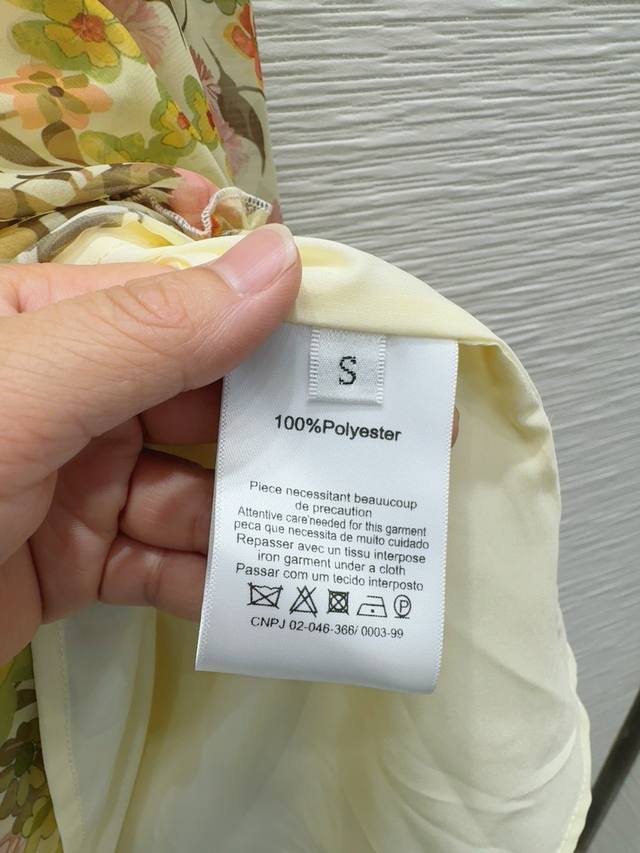 S
100%Polyester
Piece necessitant beauucoup
de precaution
Attentive care needed for this garment
peca que necessita de muito cuidado
Repasser avec un tissu interpose
iron garment under a cloth
Passar com um tecido interposto
P
CNPJ 02-046-366/ 0003-99